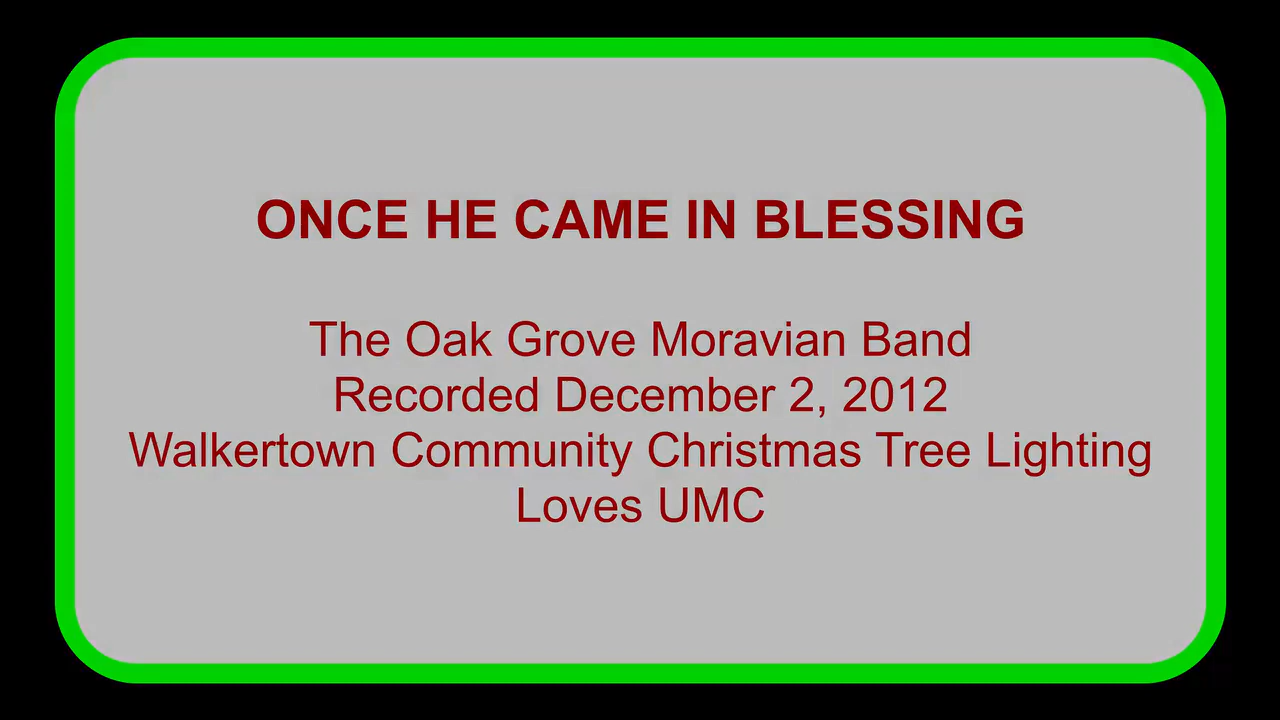 ONCE HE CAME IN BLESSING
The Oak Grove Moravian Band
Recorded December 2, 2012
Walkertown Community Christmas Tree Lighting
Loves UMC